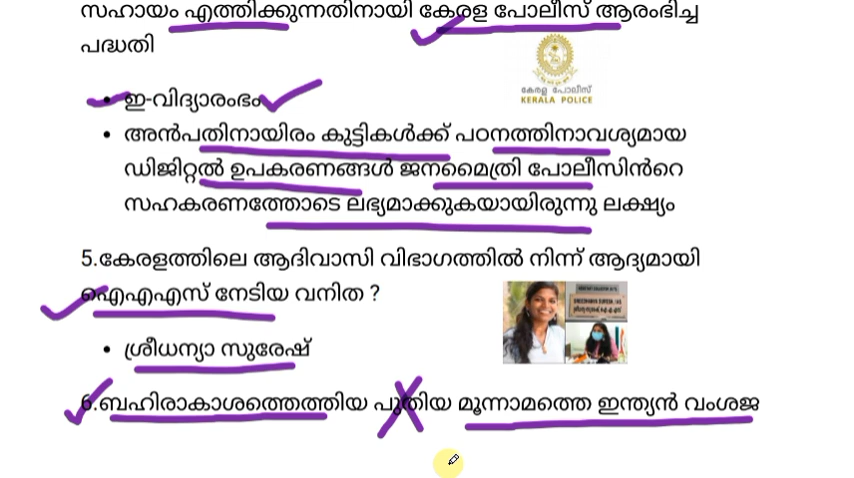 സഹായം എത്തിക്കുന്നതിനായി കേരള പോലീസ് ആരംഭിച്ച
പദ്ധതി
കേരള പോലീസ്
KERALA POLICE
• ഇ-വിദ്യാരംഭം
• അൻപതിനായിരം കുട്ടികൾക്ക് പഠനത്തിനാവശ്യമായ
ഡിജിറ്റൽ ഉപകരണങ്ങൾ ജനമൈത്രി പോലീസിൻറെ
സഹകരണത്തോടെ ലഭ്യമാക്കുകയായിരുന്നു ലക്ഷ്യം
5.കേരളത്തിലെ ആദിവാസി വിഭാഗത്തിൽ നിന്ന് ആദ്യമായി
ഐഎഎസ് നേടിയ വനിത ?
• ശ്രീധന്യാ സുരേഷ്
6.ബഹിരാകാശത്തെത്തിയ പുതിയ മൂന്നാമത്തെ ഇന്ത്യൻ വംശജ